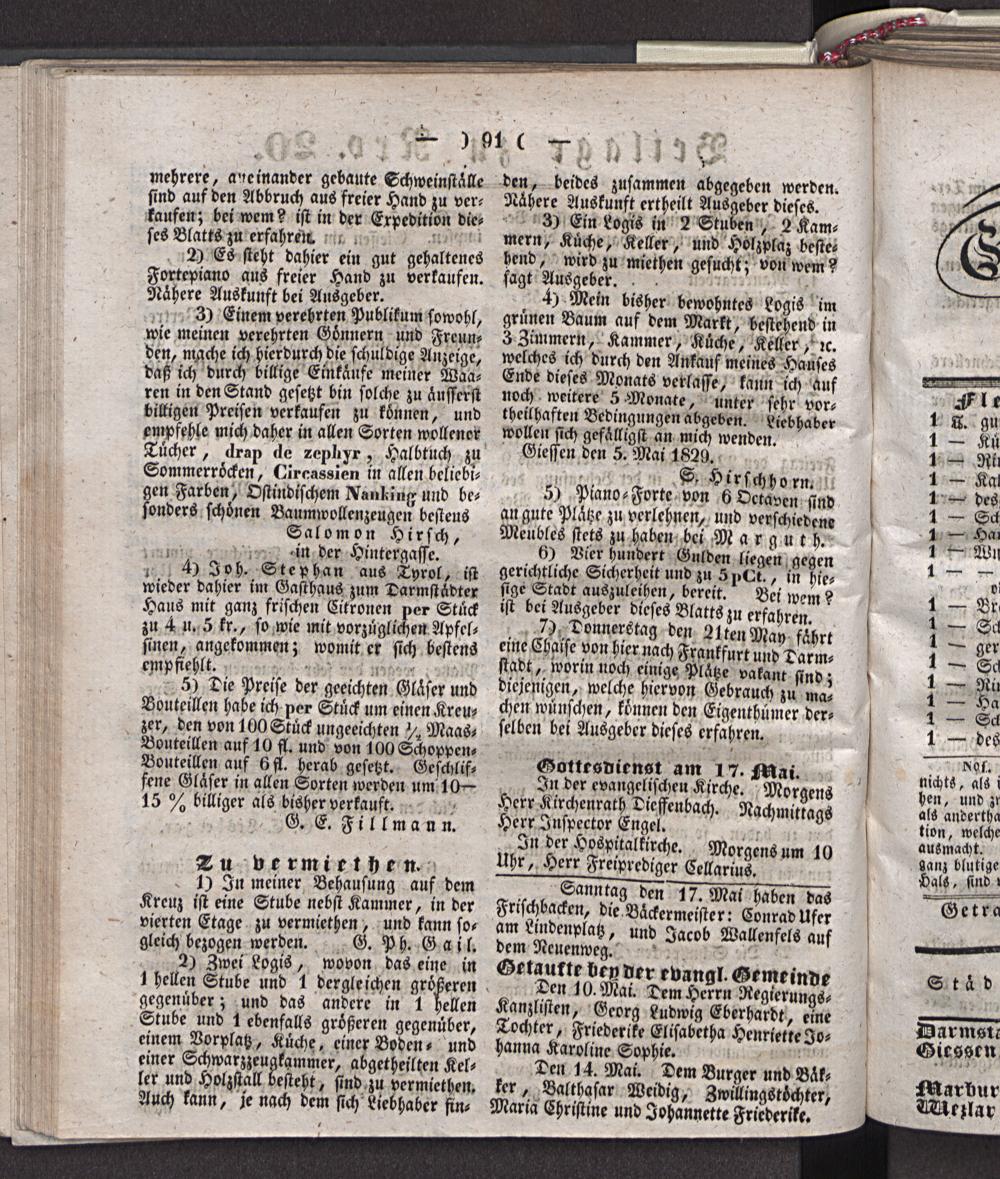 — ) 91 ( —
mehrere, aneinander gebaute Schweinställe
sind auf den Abbruch aus freier Hand zu ver-
kaufen; bei wem? ist in der Expedition die-
ses Blatts zu erfahren.
2) Es steht dahier ein gut gehaltenes
Fortepiano aus freier Hand zu verkaufen.
Nähere Auskunft bei Ausgeber.
3) Einem verehrten Publikum sowohl,
wie meinen verehrten Gönnern und Freun-
den, mache ich hierdurch die schuldige Anzeige,
daß ich durch billige Einkäufe meiner Waa-
ren in den Stand gesetzt bin solche zu äusserst
billigen Preisen verkaufen zu können, und
empfehle mich daher in allen Sorten wollener
Tücher, drap de zephyr, Halbtuch zu
Sommerröcken, Circassien in allen beliebi-
gen Farben, Ostindischem Nanking und be-
sonders schönen Baumwollenzeugen bestens
Salomon Hirsch,
in der Hintergasse.
4) Joh. Stephan aus Tyrol, ist
wieder dahier im Gasthaus zum Darmstädter
Haus mit ganz frischen Citronen per Stück
zu 4 u. 5 kr., so wie mit vorzüglichen Apfel-
sinen, angekommen; womit er sich bestens
empfiehlt.
5) Die Preise der geeichten Gläser und
Bouteillen habe ich per Stück um einen Kreu-
zer, den von 100 Stück ungeeichten ½ Maas-
Bouteillen auf 10 fl. und von 100 Schoppen-
Bouteillen auf 6 fl. herab gesetzt. Geschlif-
fene Gläser in allen Sorten werden um 10—
15 % billiger als bisher verkauft.
G. E. Fillmann.
Zu vermiethen.
1) In meiner Behausung auf dem
Kreuz ist eine Stube nebst Kammer, in der
vierten Etage zu vermiethen, und kann so-
gleich bezogen werden. G. Ph. Gail.
2) Zwei Logis, wovon das eine in
1 hellen Stube und 1 dergleichen größeren
gegenüber; und das andere in 1 hellen
Stube und 1 ebenfalls größeren gegenüber,
einem Vorplatz, Küche, einer Boden- und
einer Schwarzzeugkammer, abgetheilten Kel-
ler und Holzstall besteht, sind zu vermiethen.
Auch kann, je nach dem sich Liebhaber fin-
den, beides zusammen abgegeben werden.
Nähere Auskunft ertheilt Ausgeber dieses.
3) Ein Logis in 2 Stuben, 2 Kam-
mern, Küche, Keller, und Holzplaz beste-
hend, wird zu miethen gesucht; von wem?
sagt Ausgeber.
4) Mein bisher bewohntes Logis im
grünen Baum auf dem Markt, bestehend in
3 Zimmern, Kammer, Küche, Keller, ꝛc.
welches ich durch den Ankauf meines Hauses
Ende dieses Monats verlasse, kann ich auf
noch weitere 5 Monate, unter sehr vor-
theilhaften Bedingungen abgeben. Liebhaber
wollen sich gefälligst an mich wenden.
Giessen den 5. Mai 1829.
S. Hirschhorn.
5) Piano-Forte von 6 Octaven sind
an gute Plätze zu verlehnen, und verschiedene
Meubles stets zu haben bei Marguth.
6) Vier hundert Gulden liegen gegen
gerichtliche Sicherheit und zu 5 pCt., in hie-
sige Stadt auszuleihen, bereit. Bei wem?
ist bei Ausgeber dieses Blatts zu erfahren.
7) Donnerstag den 21ten May fährt
eine Chaise von hier nach Frankfurt und Darm-
stadt, worin noch einige Plätze vakant sind;
diejenigen, welche hiervon Gebrauch zu ma-
chen wünschen, können den Eigenthümer der-
selben bei Ausgeber dieses erfahren.
Gottesdienst am 17. Mai.
In der evangelischen Kirche. Morgens
Herr Kirchenrath Dieffenbach. Nachmittags
Herr Inspector Engel.
In der Hospitalkirche. Morgens um 10
Uhr, Herr Freiprediger Cellarius.
Sanntag den 17. Mai haben das
Frischbacken, die Bäckermeister: Conrad Ufer
am Lindenplatz, und Jacob Wallenfels auf
dem Neuenweg.
Getaufte bey der evangl. Gemeinde
Den 10. Mai. Dem Herrn Regierungs-
Kanzlisten, Georg Ludwig Eberhardt, eine
Tochter, Friederike Elisabetha Henriette Jo-
hanna Karoline Sophie.
Den 14. Mai. Dem Burger und Bäk-
ker, Balthasar Weidig, Zwillingstöchter,
Maria Christine und Johannette Friederike.